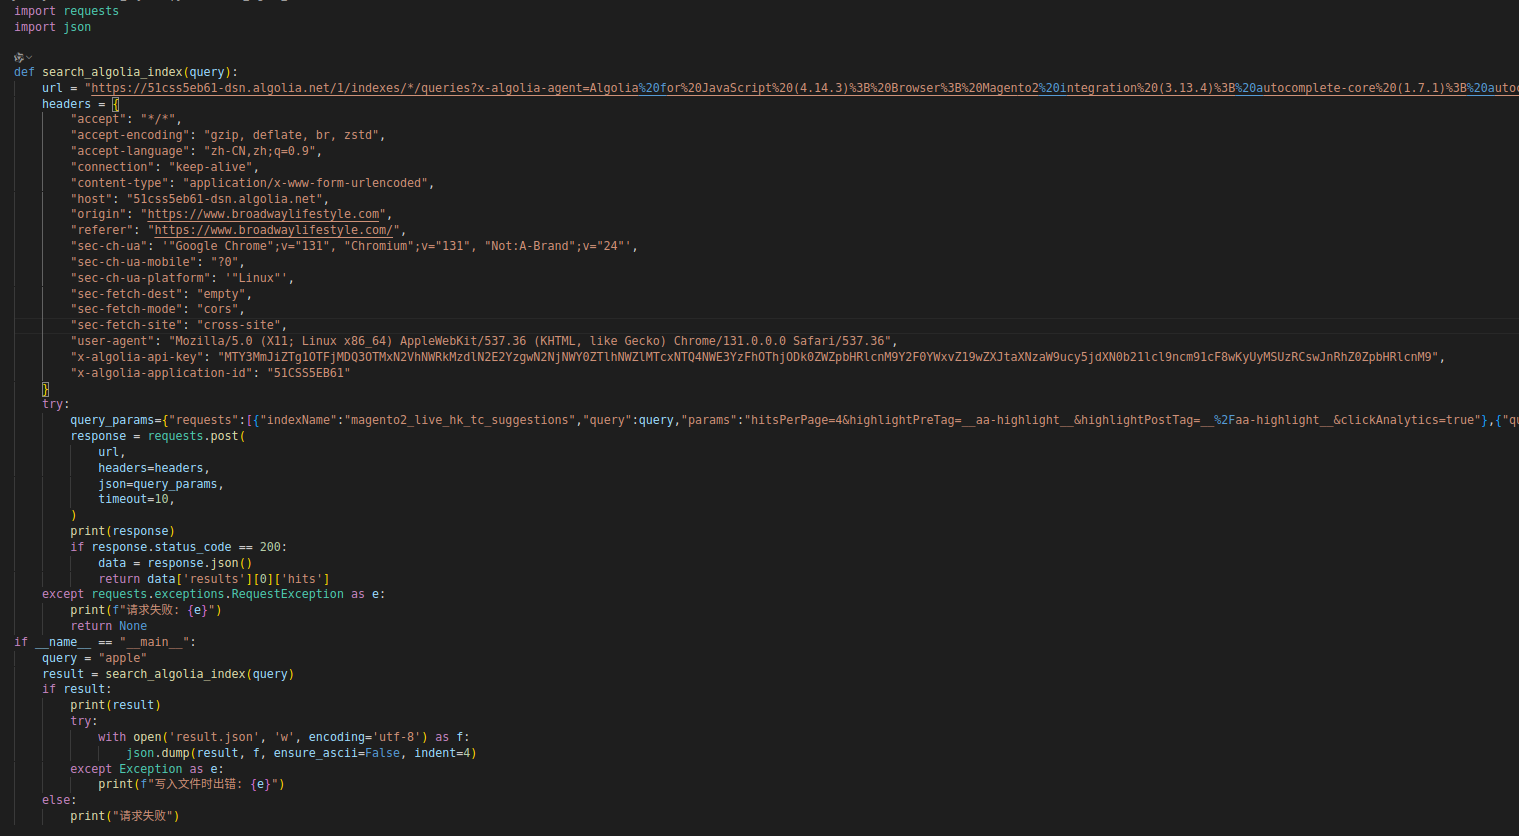 import requests
import json
def search_algolia_index(query):
url = "https://51css5eb61-dsn.algolia.net/1/indexes/*/queries?x-algolia-agent=Algolia%20for%20JavaScript%20(4.14.3)%3B%20Browser%3B%20Magento2%20integration%20(3.13.4)%3B%20autocomplete-core%20(1.7.1)%3B%20autoc
headers = {
"accept": "*/*",
"accept-encoding": "gzip, deflate, br, zstd",
"accept-language": "zh-CN,zh;q=0.9",
"connection": "keep-alive",
"content-type": "application/x-www-form-urlencoded",
"host": "51css5eb61-dsn.algolia.net",
"origin": "https://www.broadwaylifestyle.com",
"referer": "https://www.broadwaylifestyle.com/",
"sec-ch-ua": '"Google Chrome";v="131", "Chromium";v="131", "Not:A-Brand";v="24"',
"sec-ch-ua-mobile": "?0",
"sec-ch-ua-platform": '"Linux"',
"sec-fetch-dest": "empty",
"sec-fetch-mode": "cors",
"sec-fetch-site": "cross-site",
"user-agent": "Mozilla/5.0 (X11; Linux x86_64) AppleWebKit/537.36 (KHTML, like Gecko) Chrome/131.0.0.0 Safari/537.36",
"x-algolia-api-key":
"x-algolia-application-id": "51CSS5EB61"
}
try:
query_params={"requests":[{"indexName":"magento2_live_hk_tc_suggestions","query":query,"params":"hitsPerPage=4&highlightPreTag=__aa-highlight__&highlightPostTag=__%2Faa-highlight__&clickAnalytics=true"},{"qu
response = requests.post(
url,
headers=headers,
json=query_params,
timeout=10,
)
print(response)
if response.status_code == 200:
data = response.json()
return data['results'][0]['hits']
except requests.exceptions.RequestException as e:
print(f"请求失败: {e}")
return None
if __name__ == "__main__":
query = "apple"
result = search_algolia_index(query)
if result:
print(result)
try:
with open('result.json', 'w', encoding='utf-8') as f:
json.dump(result, f, ensure_ascii=False, indent=4)
except Exception as e:
print(f"写入文件时出错: {e}")
else:
print("请求失败")